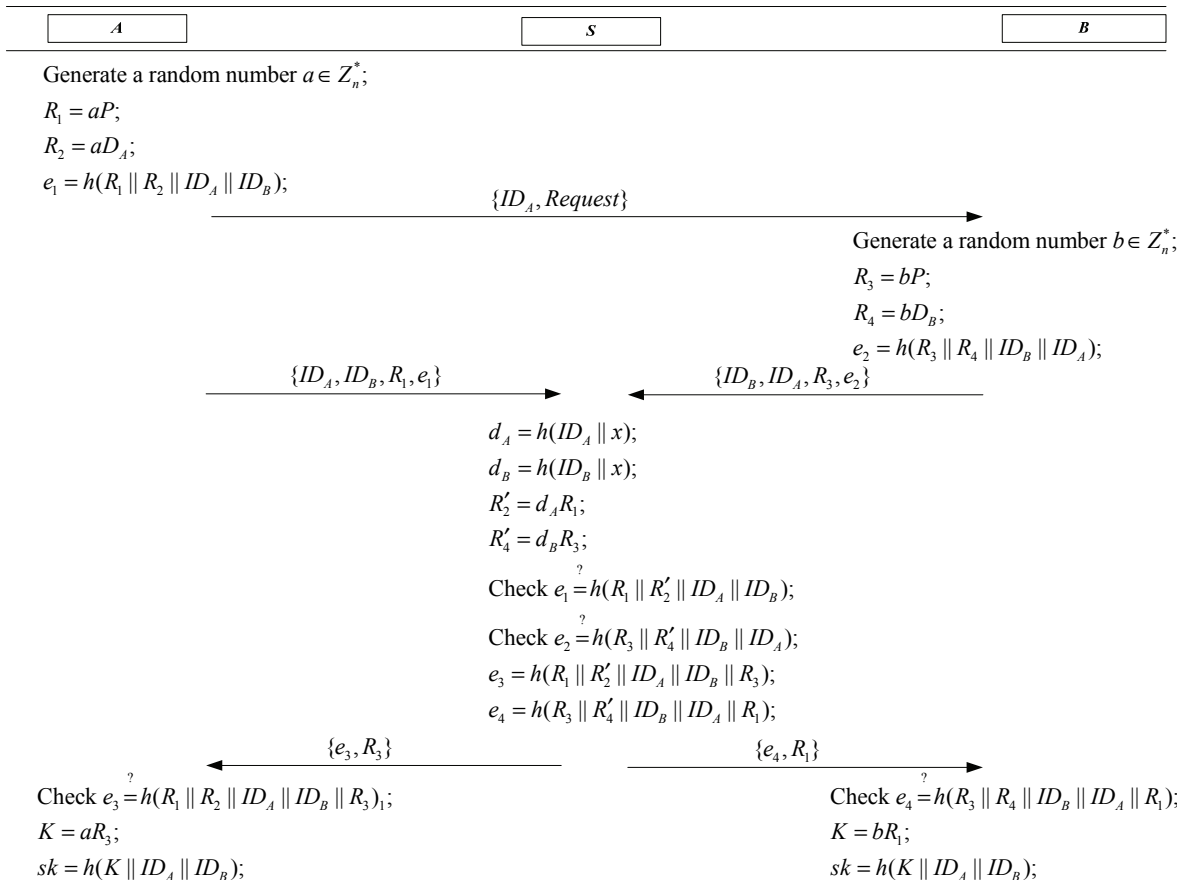 A
S
B
Generate a random number a ∈ Z_n^*;
R_1 = aP;
R_2 = aD_A;
e_1 = h(R_1 || R_2 || ID_A || ID_B);
{ID_A, Request}
Generate a random number b ∈ Z_n^*;
R_3 = bP;
R_4 = bD_B;
e_2 = h(R_3 || R_4 || ID_B || ID_A);
{ID_A, ID_B, R_1, e_1}
{ID_B, ID_A, R_3, e_2}
d_A = h(ID_A || x);
d_B = h(ID_B || x);
R_2′ = d_A R_1;
R_4′ = d_B R_3;
Check e_1 =? h(R_1 || R_2′ || ID_A || ID_B);
Check e_2 =? h(R_3 || R_4′ || ID_B || ID_A);
e_3 = h(R_1 || R_2′ || ID_A || ID_B || R_3);
e_4 = h(R_3 || R_4′ || ID_B || ID_A || R_1);
{e_3, R_3}
{e_4, R_1}
Check e_3 =? h(R_1 || R_2 || ID_A || ID_B || R_3)_1;
K = aR_3;
sk = h(K || ID_A || ID_B);
Check e_4 =? h(R_3 || R_4 || ID_B || ID_A || R_1);
K = bR_1;
sk = h(K || ID_A || ID_B);